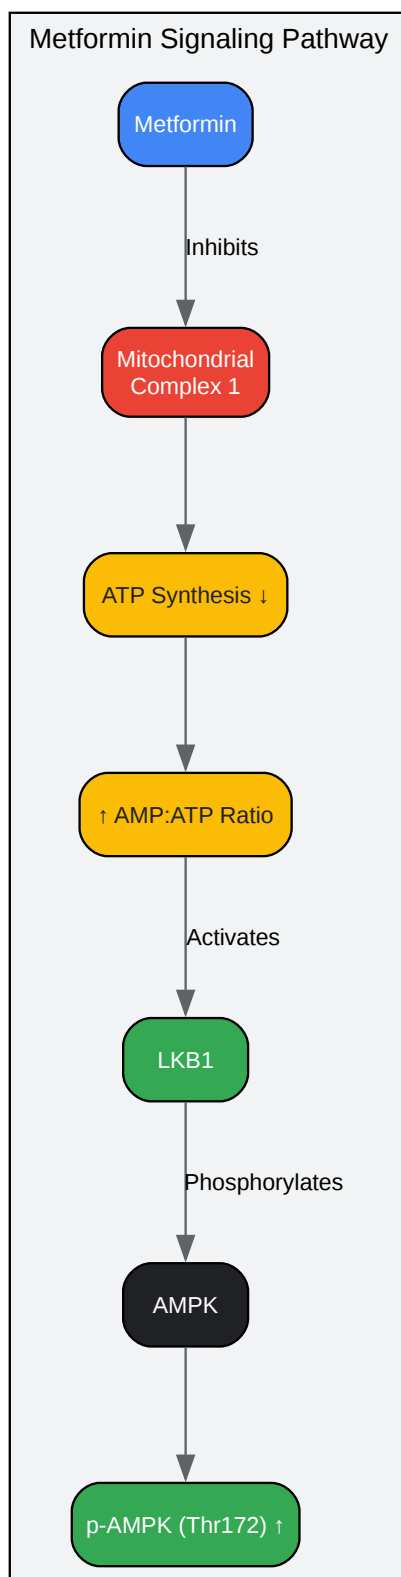 Metformin Signaling Pathway
Metformin
Inhibits
Mitochondrial
Complex 1
ATP Synthesis ↓
↑ AMP:ATP Ratio
Activates
LKB1
Phosphorylates
AMPK
p-AMPK (Thr172) ↑